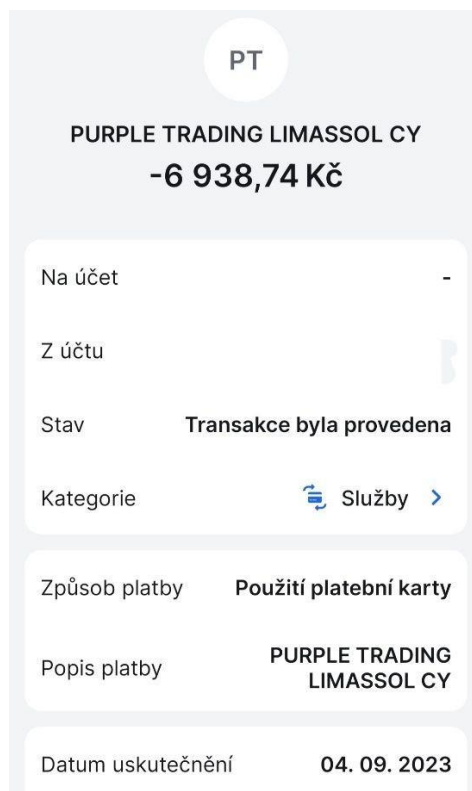 PT
PURPLE TRADING LIMASSOL CY
-6 938,74 Kč
Na účet -
Z účtu
Stav Transakce byla provedena
Kategorie Služby >
Způsob platby Použití platební karty
Popis platby PURPLE TRADING
LIMASSOL CY
Datum uskutečnění 04. 09. 2023